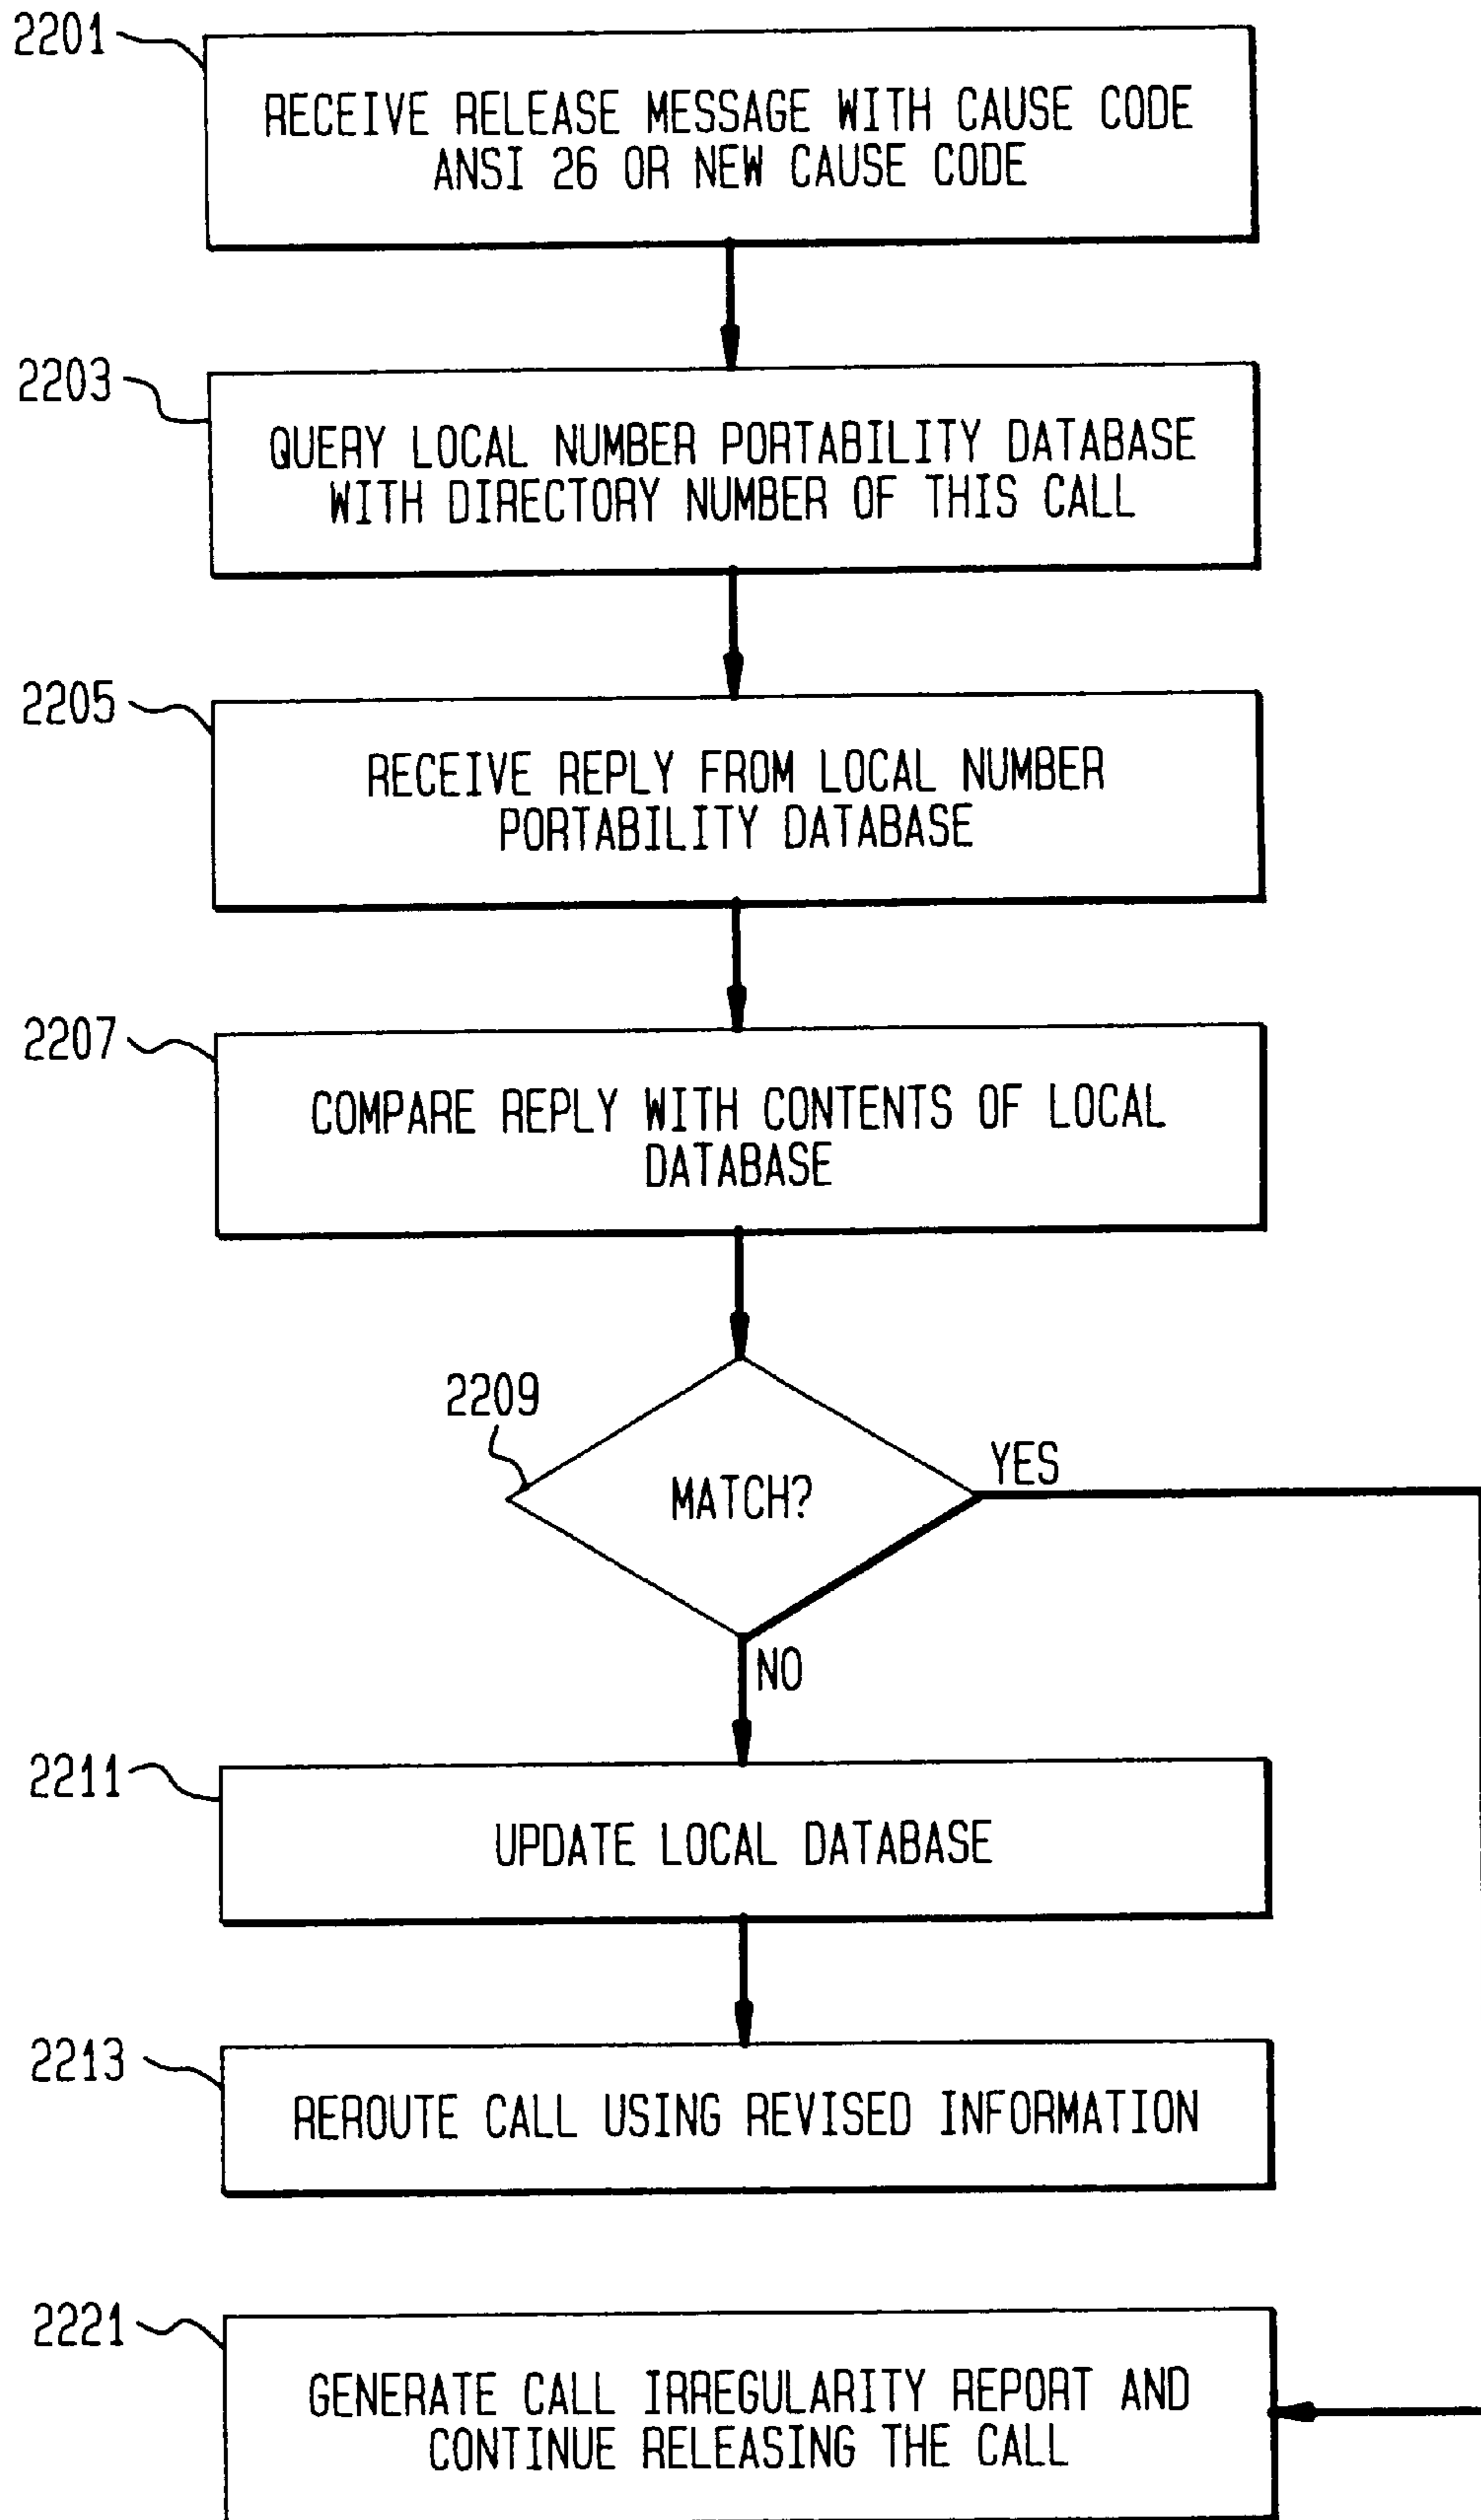 2201
RECEIVE RELEASE MESSAGE WITH CAUSE CODE
ANSI 26 OR NEW CAUSE CODE
2203
QUERY LOCAL NUMBER PORTABILITY DATABASE
WITH DIRECTORY NUMBER OF THIS CALL
2205
RECEIVE REPLY FROM LOCAL NUMBER
PORTABILITY DATABASE
2207
COMPARE REPLY WITH CONTENTS OF LOCAL
DATABASE
2209
MATCH?
YES
NO
2211
UPDATE LOCAL DATABASE
2213
REROUTE CALL USING REVISED INFORMATION
2221
GENERATE CALL IRREGULARITY REPORT AND
CONTINUE RELEASING THE CALL